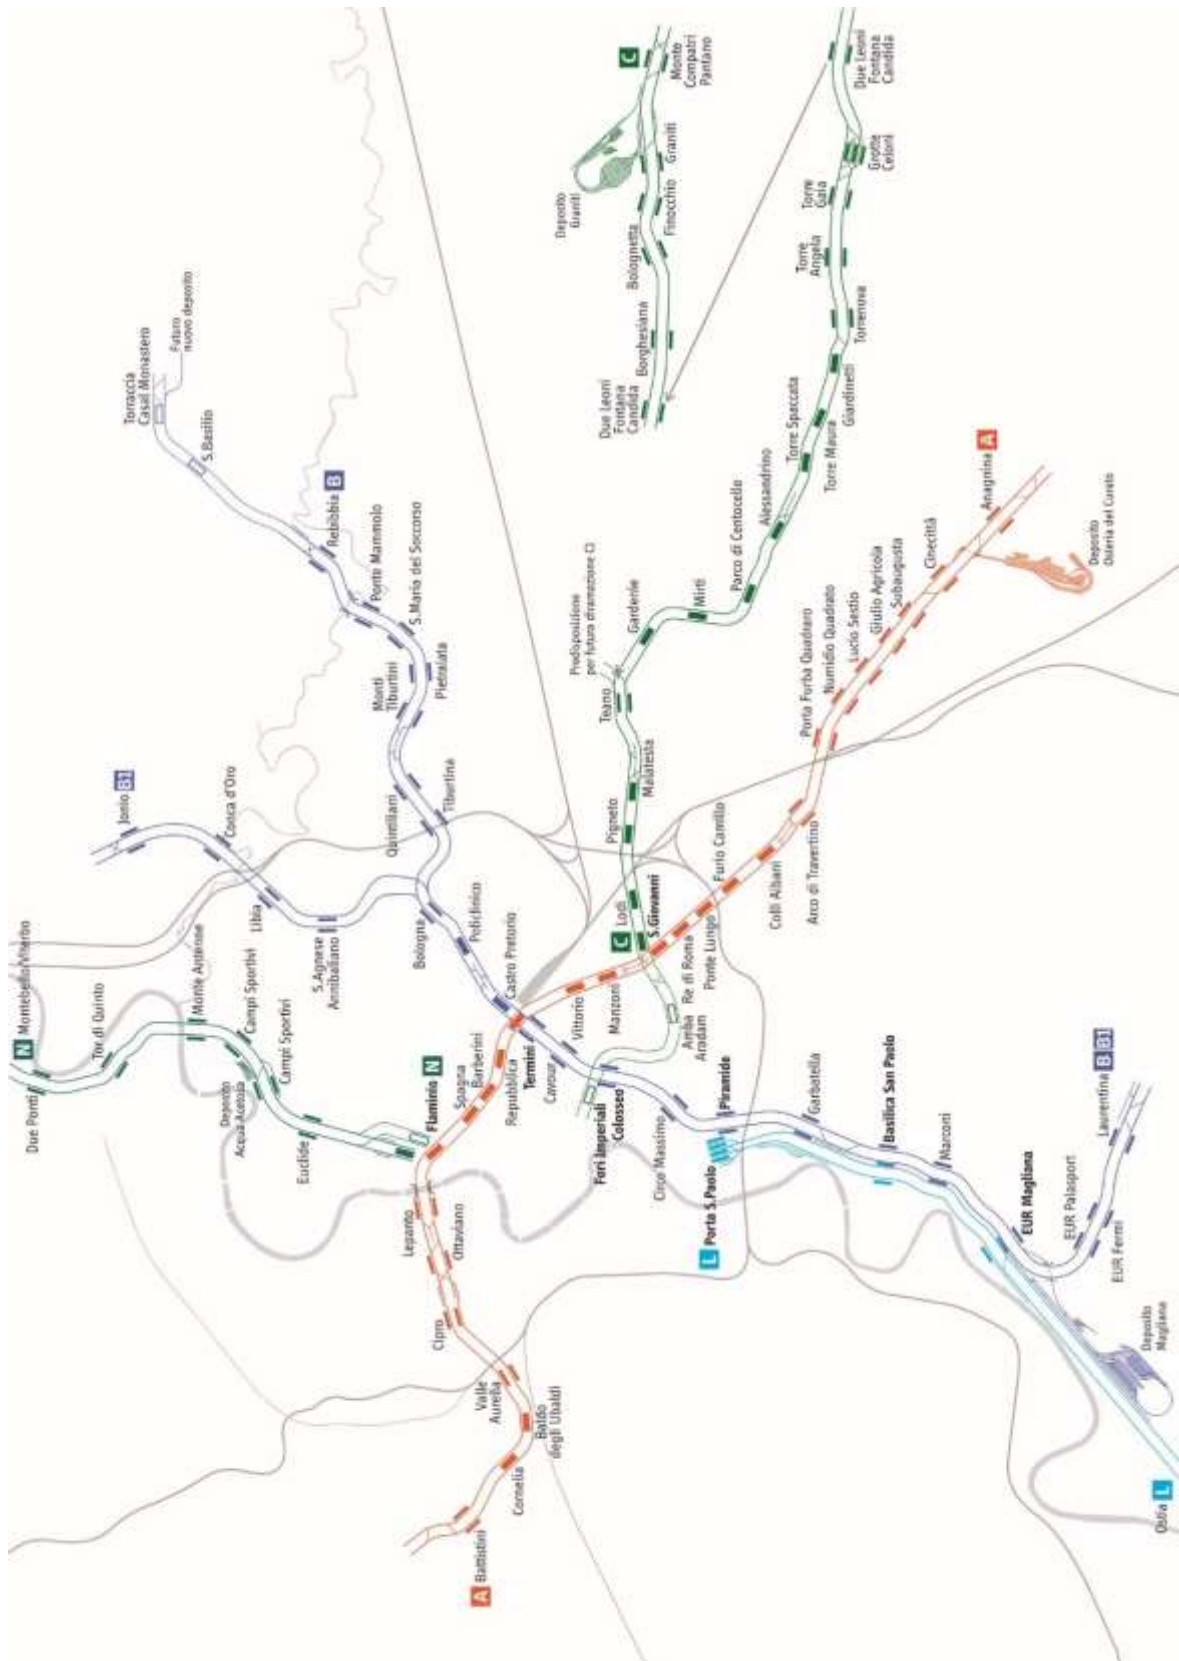 A
Battistini
Cornelia
Baldo
degli Ubaldi
Valle
Aurelia
Cipro
Ottaviano
Lepanto
Flaminio
N
Spagna
Barberini
Repubblica
Termini
Vittorio
Manzoni
S.Giovanni
Re di Roma
Ponte Lungo
Furio Camillo
Colli Albani
Arco di Travertino
Porta Furba Quadraro
Numidio Quadrato
Lucio Sestio
Giulio Agricola
Subaugusta
Cinecittà
Anagnina
A
Deposito
Osteria del Curato
N
Montebello/Viterbo
Due Ponti
Tor di Quinto
Monte Antenne
Campi Sportivi
Campi Sportivi
Deposito
Acqua Acetosa
Euclide
Jonio
B1
Conca d'Oro
Libia
S.Agnese
Annibaliano
Bologna
Policlinico
Castro Pretorio
Torraccia
Casal Monastero
Futuro
nuovo deposito
S.Basilio
Rebibbia
B
Ponte Mammolo
S.Maria del Soccorso
Pietralata
Monti
Tiburtini
Quintiliani
Tiburtina
Cavour
Fori Imperiali
Colosseo
Circo Massimo
Piramide
Garbatella
Basilica San Paolo
Marconi
EUR Magliana
EUR Palasport
EUR Fermi
Laurentina
B
B1
Deposito
Magliana
L
Porta S.Paolo
Ostia
L
Amba
Aradam
C
Lodi
Pigneto
Malatesta
Teano
Predisposizione
per futura diramazione C1
Gardenie
Mirti
Parco di Centocelle
Alessandrino
Torre Spaccata
Torre Maura
Giardinetti
Torrenova
Torre
Angela
Torre
Gaia
Grotte
Celoni
Due Leoni
Fontana
Candida
Due Leoni
Fontana
Candida
Borghesiana
Bolognetta
Finocchio
Graniti
Deposito
Graniti
C
Monte
Compatri
Pantano